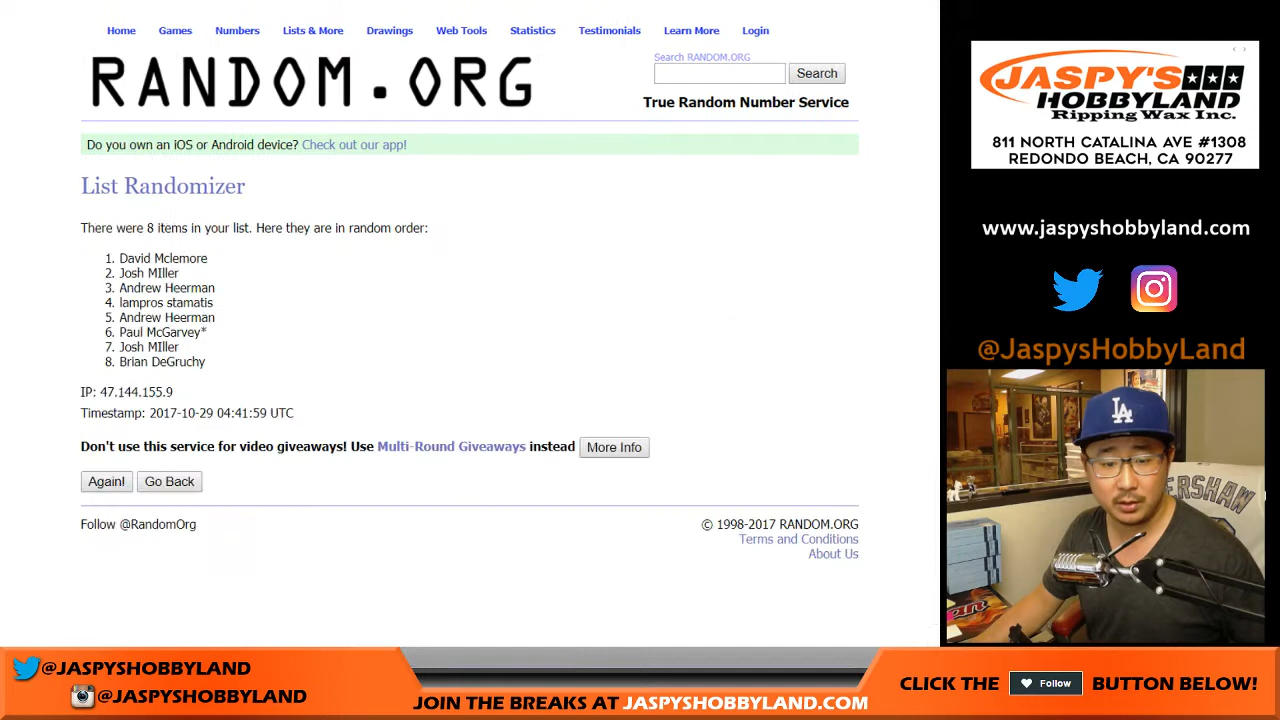 Home Games Numbers Lists & More Drawings Web Tools Statistics Testimonials Learn More Login
RANDOM.ORG
Search RANDOM.ORG
Search
True Random Number Service
Do you own an iOS or Android device? Check out our app!
List Randomizer
There were 8 items in your list. Here they are in random order:
1. David Mclemore
2. Josh MIller
3. Andrew Heerman
4. lampros stamatis
5. Andrew Heerman
6. Paul McGarvey*
7. Josh MIller
8. Brian DeGruchy
IP: 47.144.155.9
Timestamp: 2017-10-29 04:41:59 UTC
Don't use this service for video giveaways! Use Multi-Round Giveaways instead More Info
Again! Go Back
Follow @RandomOrg
© 1998-2017 RANDOM.ORG
Terms and Conditions
About Us
JASPY'S
HOBBYLAND
Ripping Wax Inc.
811 NORTH CATALINA AVE #1308
REDONDO BEACH, CA 90277
www.jaspyshobbyland.com
@JaspysHobbyLand
LA
ERSHAW
@JASPYSHOBBYLAND
@JASPYSHOBBYLAND
JOIN THE BREAKS AT JASPYSHOBBYLAND.COM
CLICK THE Follow BUTTON BELOW!